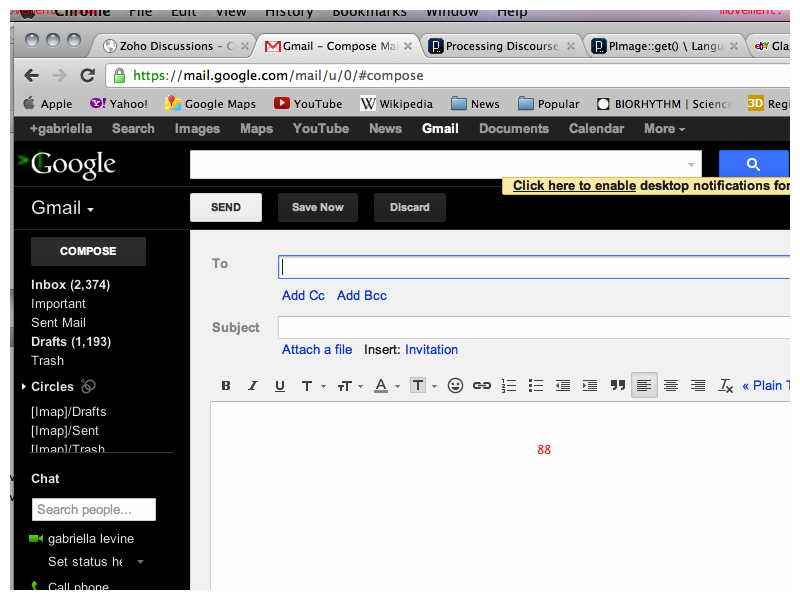 Chrome File Edit View History Bookmarks Window Help movement:
Zoho Discussions - Gmail – Compose Mai Processing Discourse PImage::get() \ Langu ebY Gla
https://mail.google.com/mail/u/0/#compose
Apple Yahoo! Google Maps YouTube W Wikipedia News Popular BIORHYTHM | Science 3D Regi
+gabriella Search Images Maps YouTube News Gmail Documents Calendar More
Google
Click here to enable desktop notifications for
Gmail SEND Save Now Discard
COMPOSE
To
Inbox (2,374)
Important
Add Cc Add Bcc
Sent Mail
Subject
Drafts (1,193)
Attach a file Insert: Invitation
Trash
Circles
B I U T T A T Tx « Plain T
[Imap]/Drafts
[Imap]/Sent
[Imap]/Trash
88
Chat
Search people...
gabriella levine
Set status he
Call phone